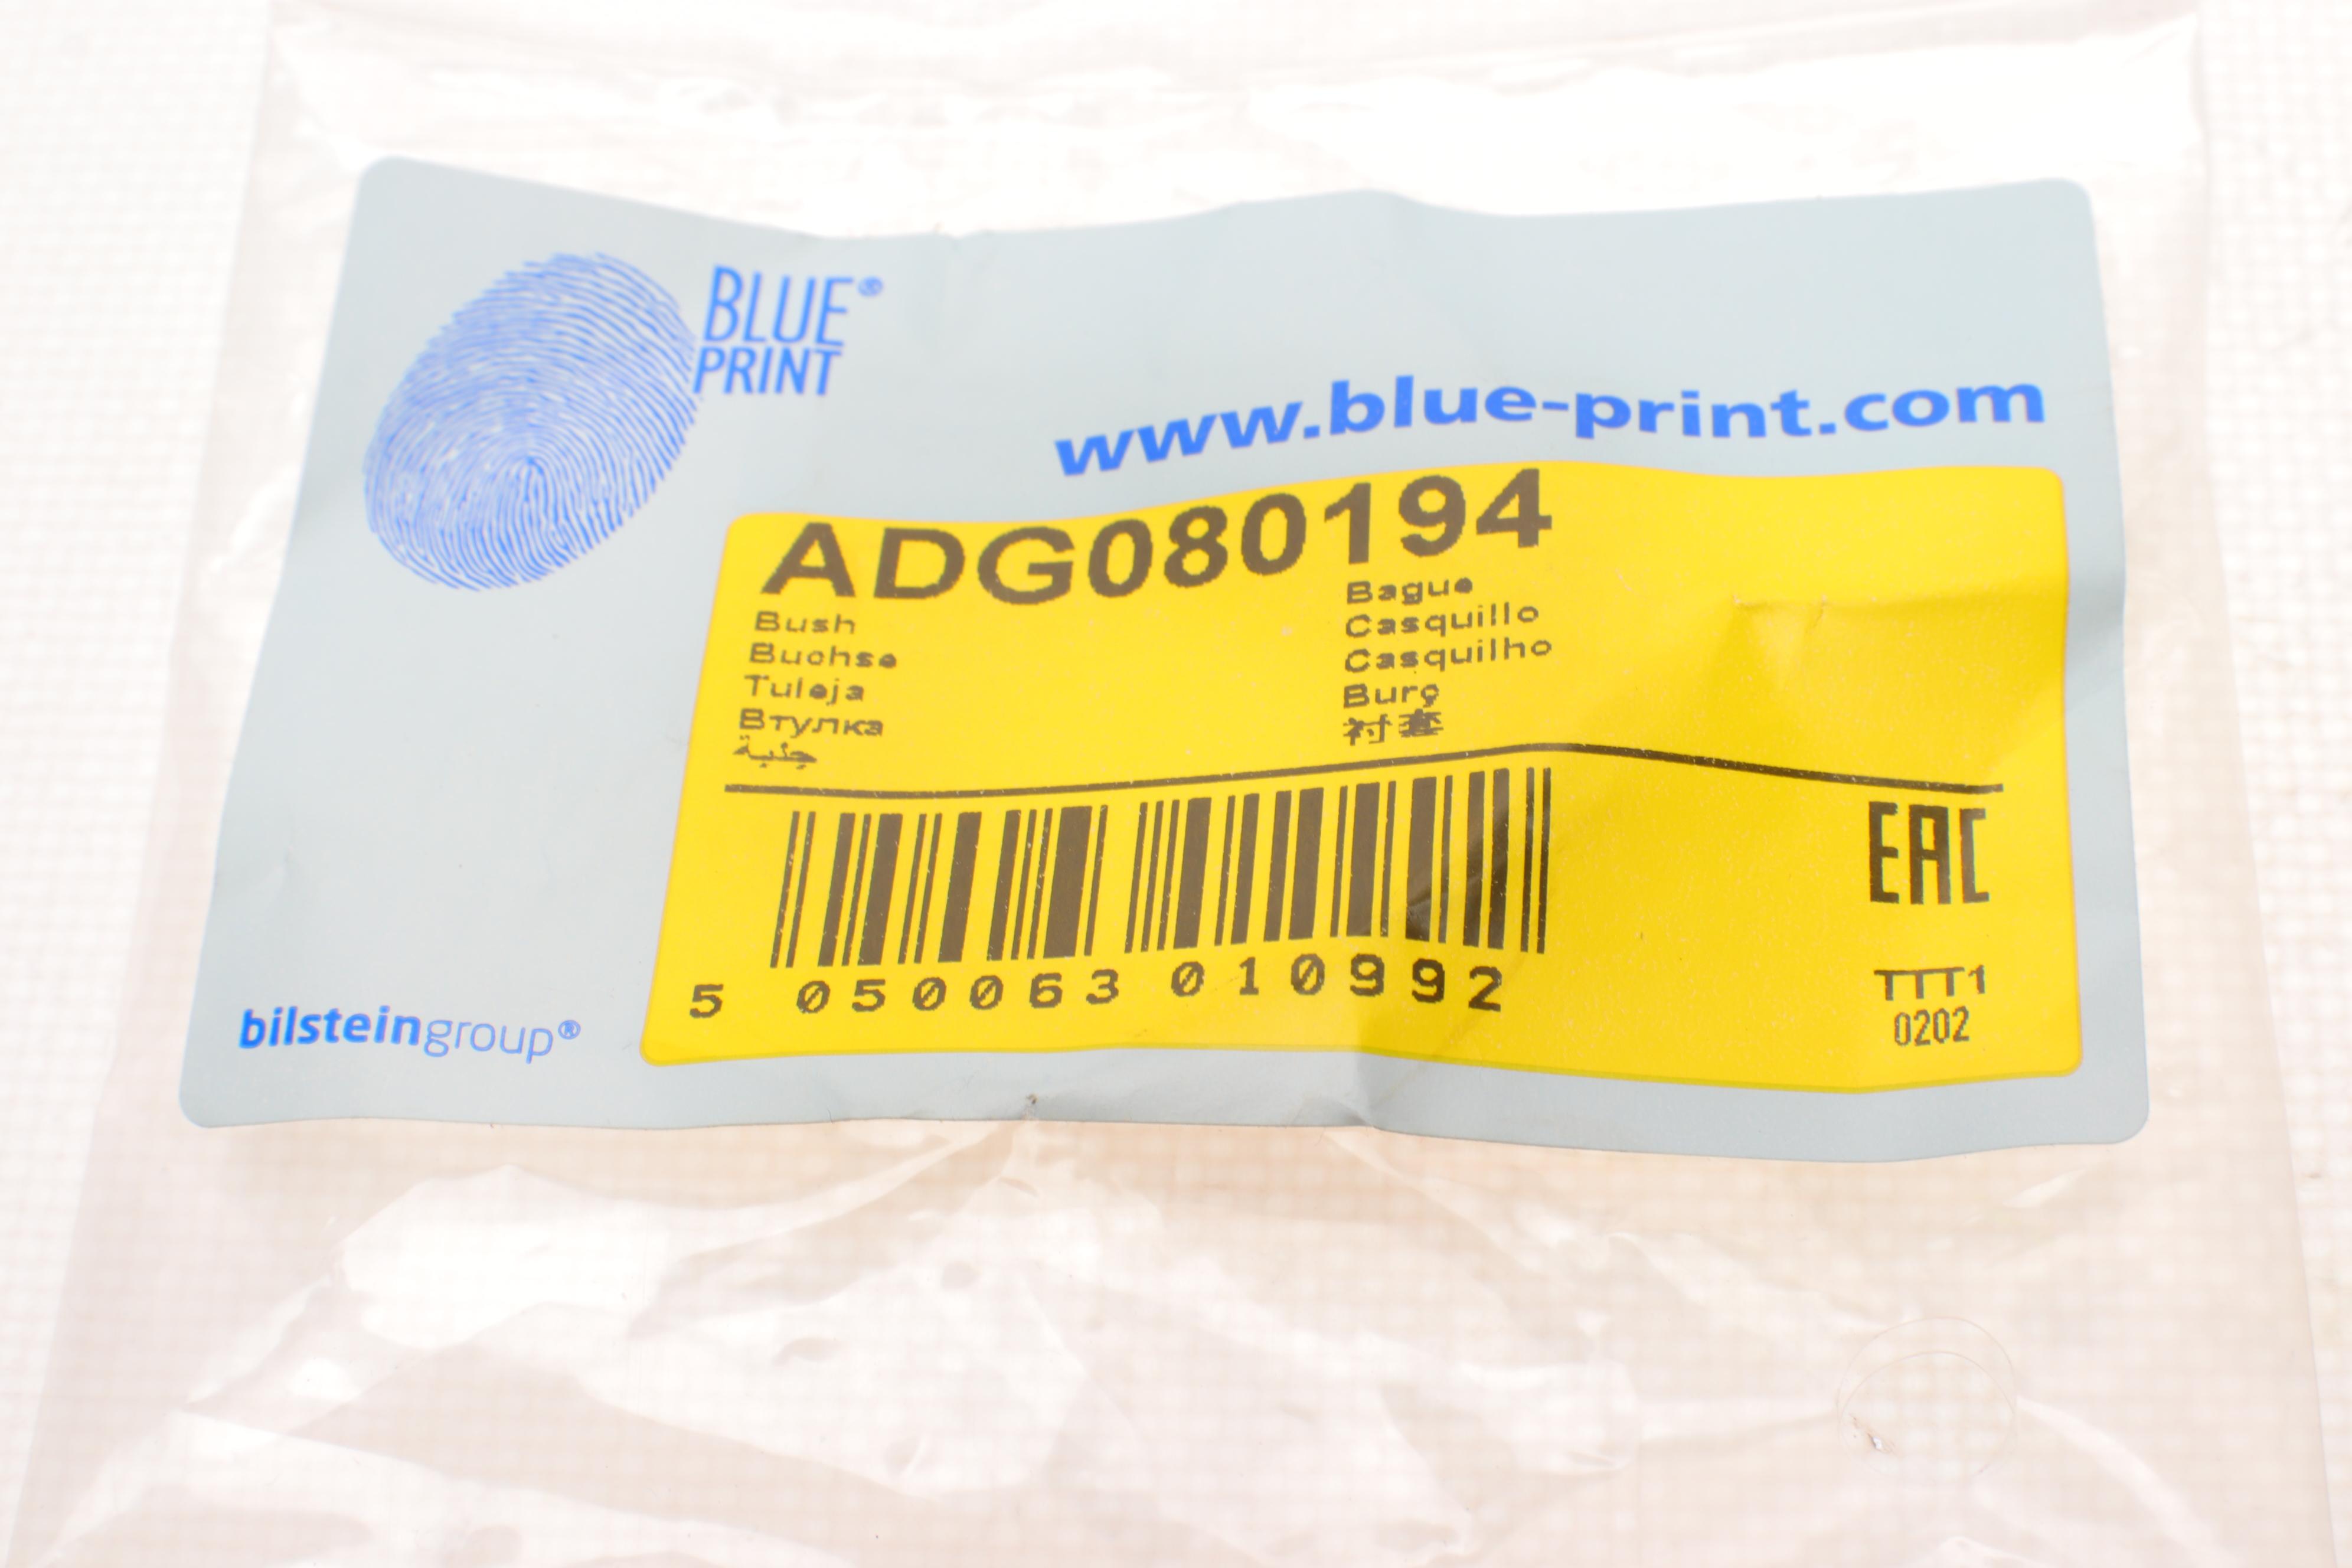 BLUE®
PRINT
www.blue-print.com
ADG080194
Bush
Buchse
Tuleja
Втулка
جلبة
Bague
Casquillo
Casquilho
Burç
衬套
5 050063 010992
EAC
TTT1
0202
bilsteingroup®